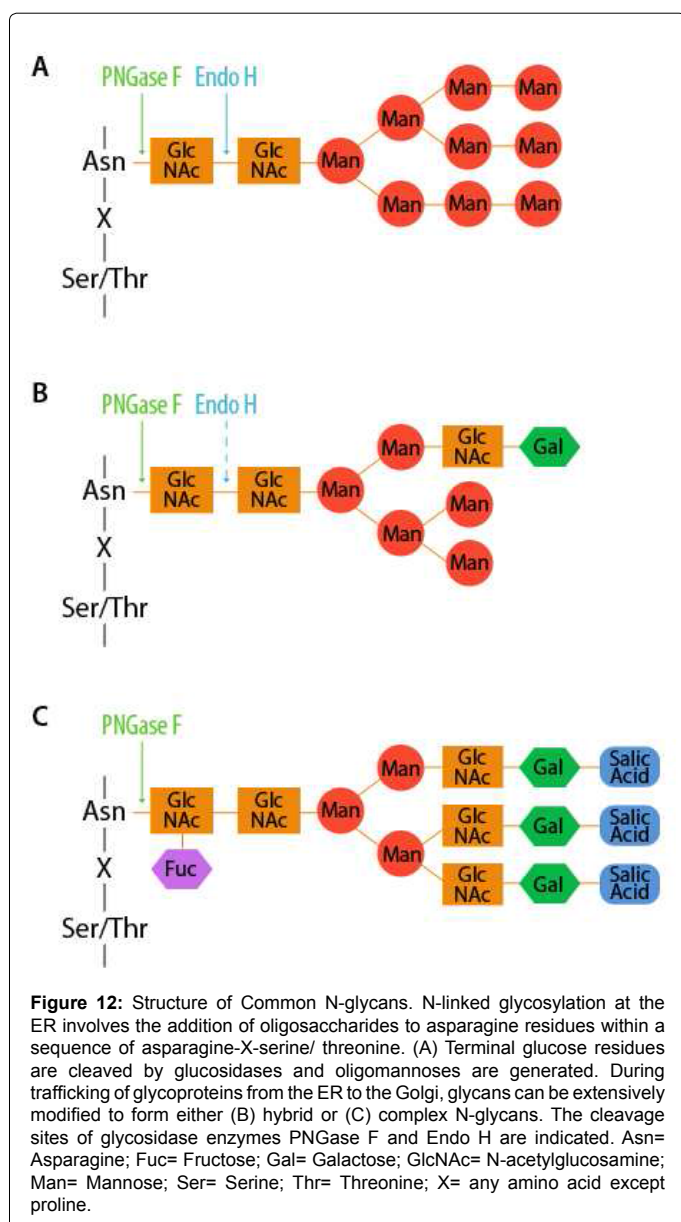 A
PNGase F Endo H
Man Man
Man
Asn Glc NAc Glc NAc Man Man Man
X Man Man Man
Ser/Thr
B
PNGase F Endo H
Man Glc NAc Gal
Asn Glc NAc Glc NAc Man Man
X Man
Man
Ser/Thr
C
PNGase F
Man Glc NAc Gal Salic Acid
Asn Glc NAc Glc NAc Man Glc NAc Gal Salic Acid
X Fuc Man Glc NAc Gal Salic Acid
Ser/Thr
Figure 12: Structure of Common N-glycans. N-linked glycosylation at the
ER involves the addition of oligosaccharides to asparagine residues within a
sequence of asparagine-X-serine/ threonine. (A) Terminal glucose residues
are cleaved by glucosidases and oligomannoses are generated. During
trafficking of glycoproteins from the ER to the Golgi, glycans can be extensively
modified to form either (B) hybrid or (C) complex N-glycans. The cleavage
sites of glycosidase enzymes PNGase F and Endo H are indicated. Asn=
Asparagine; Fuc= Fructose; Gal= Galactose; GlcNAc= N-acetylglucosamine;
Man= Mannose; Ser= Serine; Thr= Threonine; X= any amino acid except
proline.